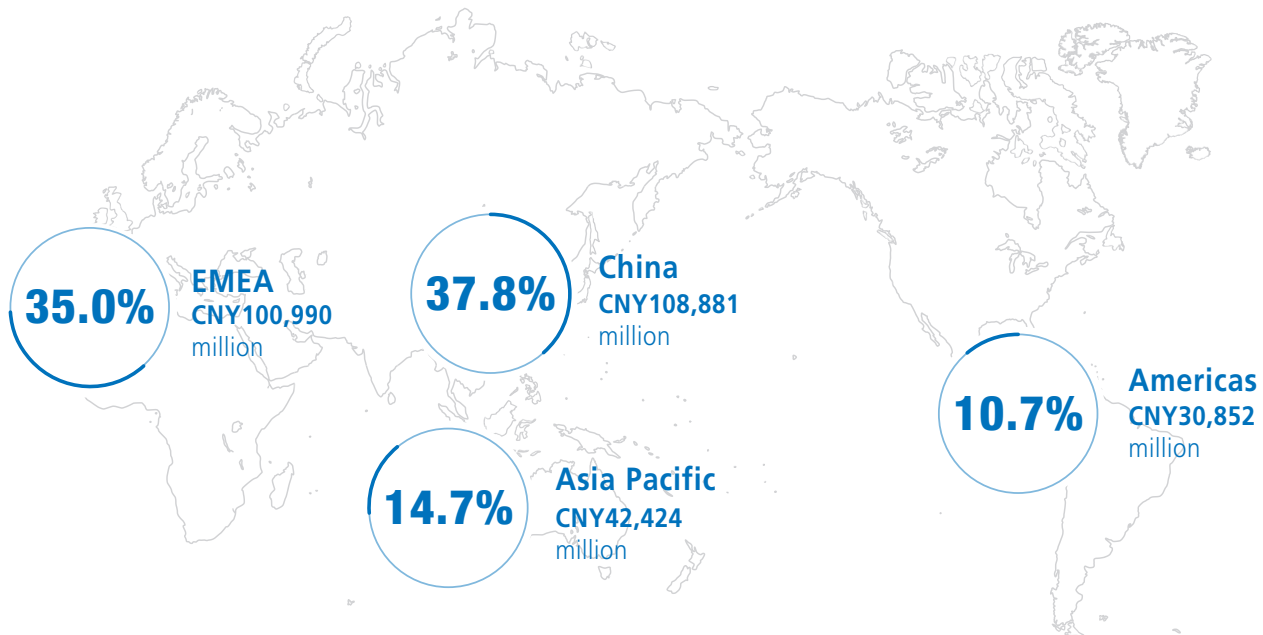 35.0%
EMEA
CNY100,990
million
37.8%
China
CNY108,881
million
14.7%
Asia Pacific
CNY42,424
million
10.7%
Americas
CNY30,852
million